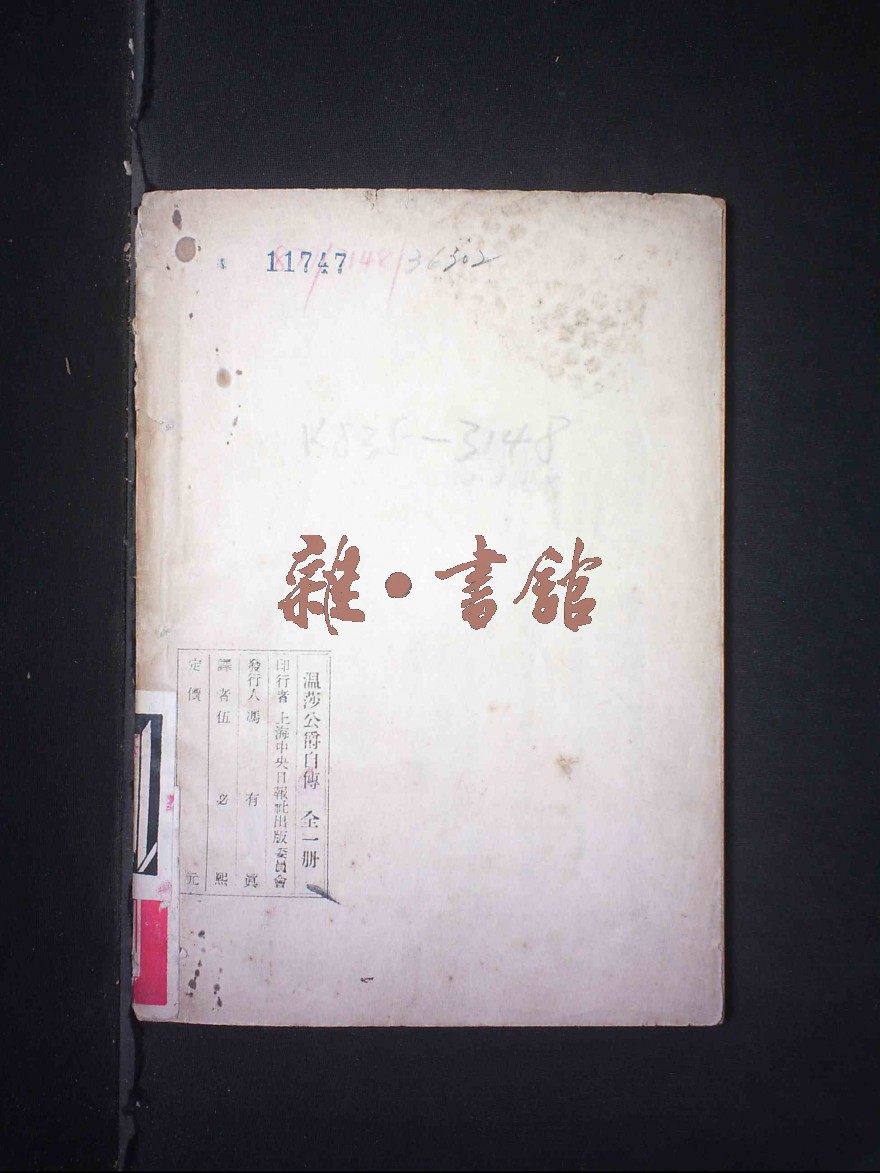 11747
36302
K835-3148
雜·書館
温莎公爵自傳 全一册
印行者 上海中央日報社出版委員會
發行人 馮有眞
譯者 伍必熙
定價 元